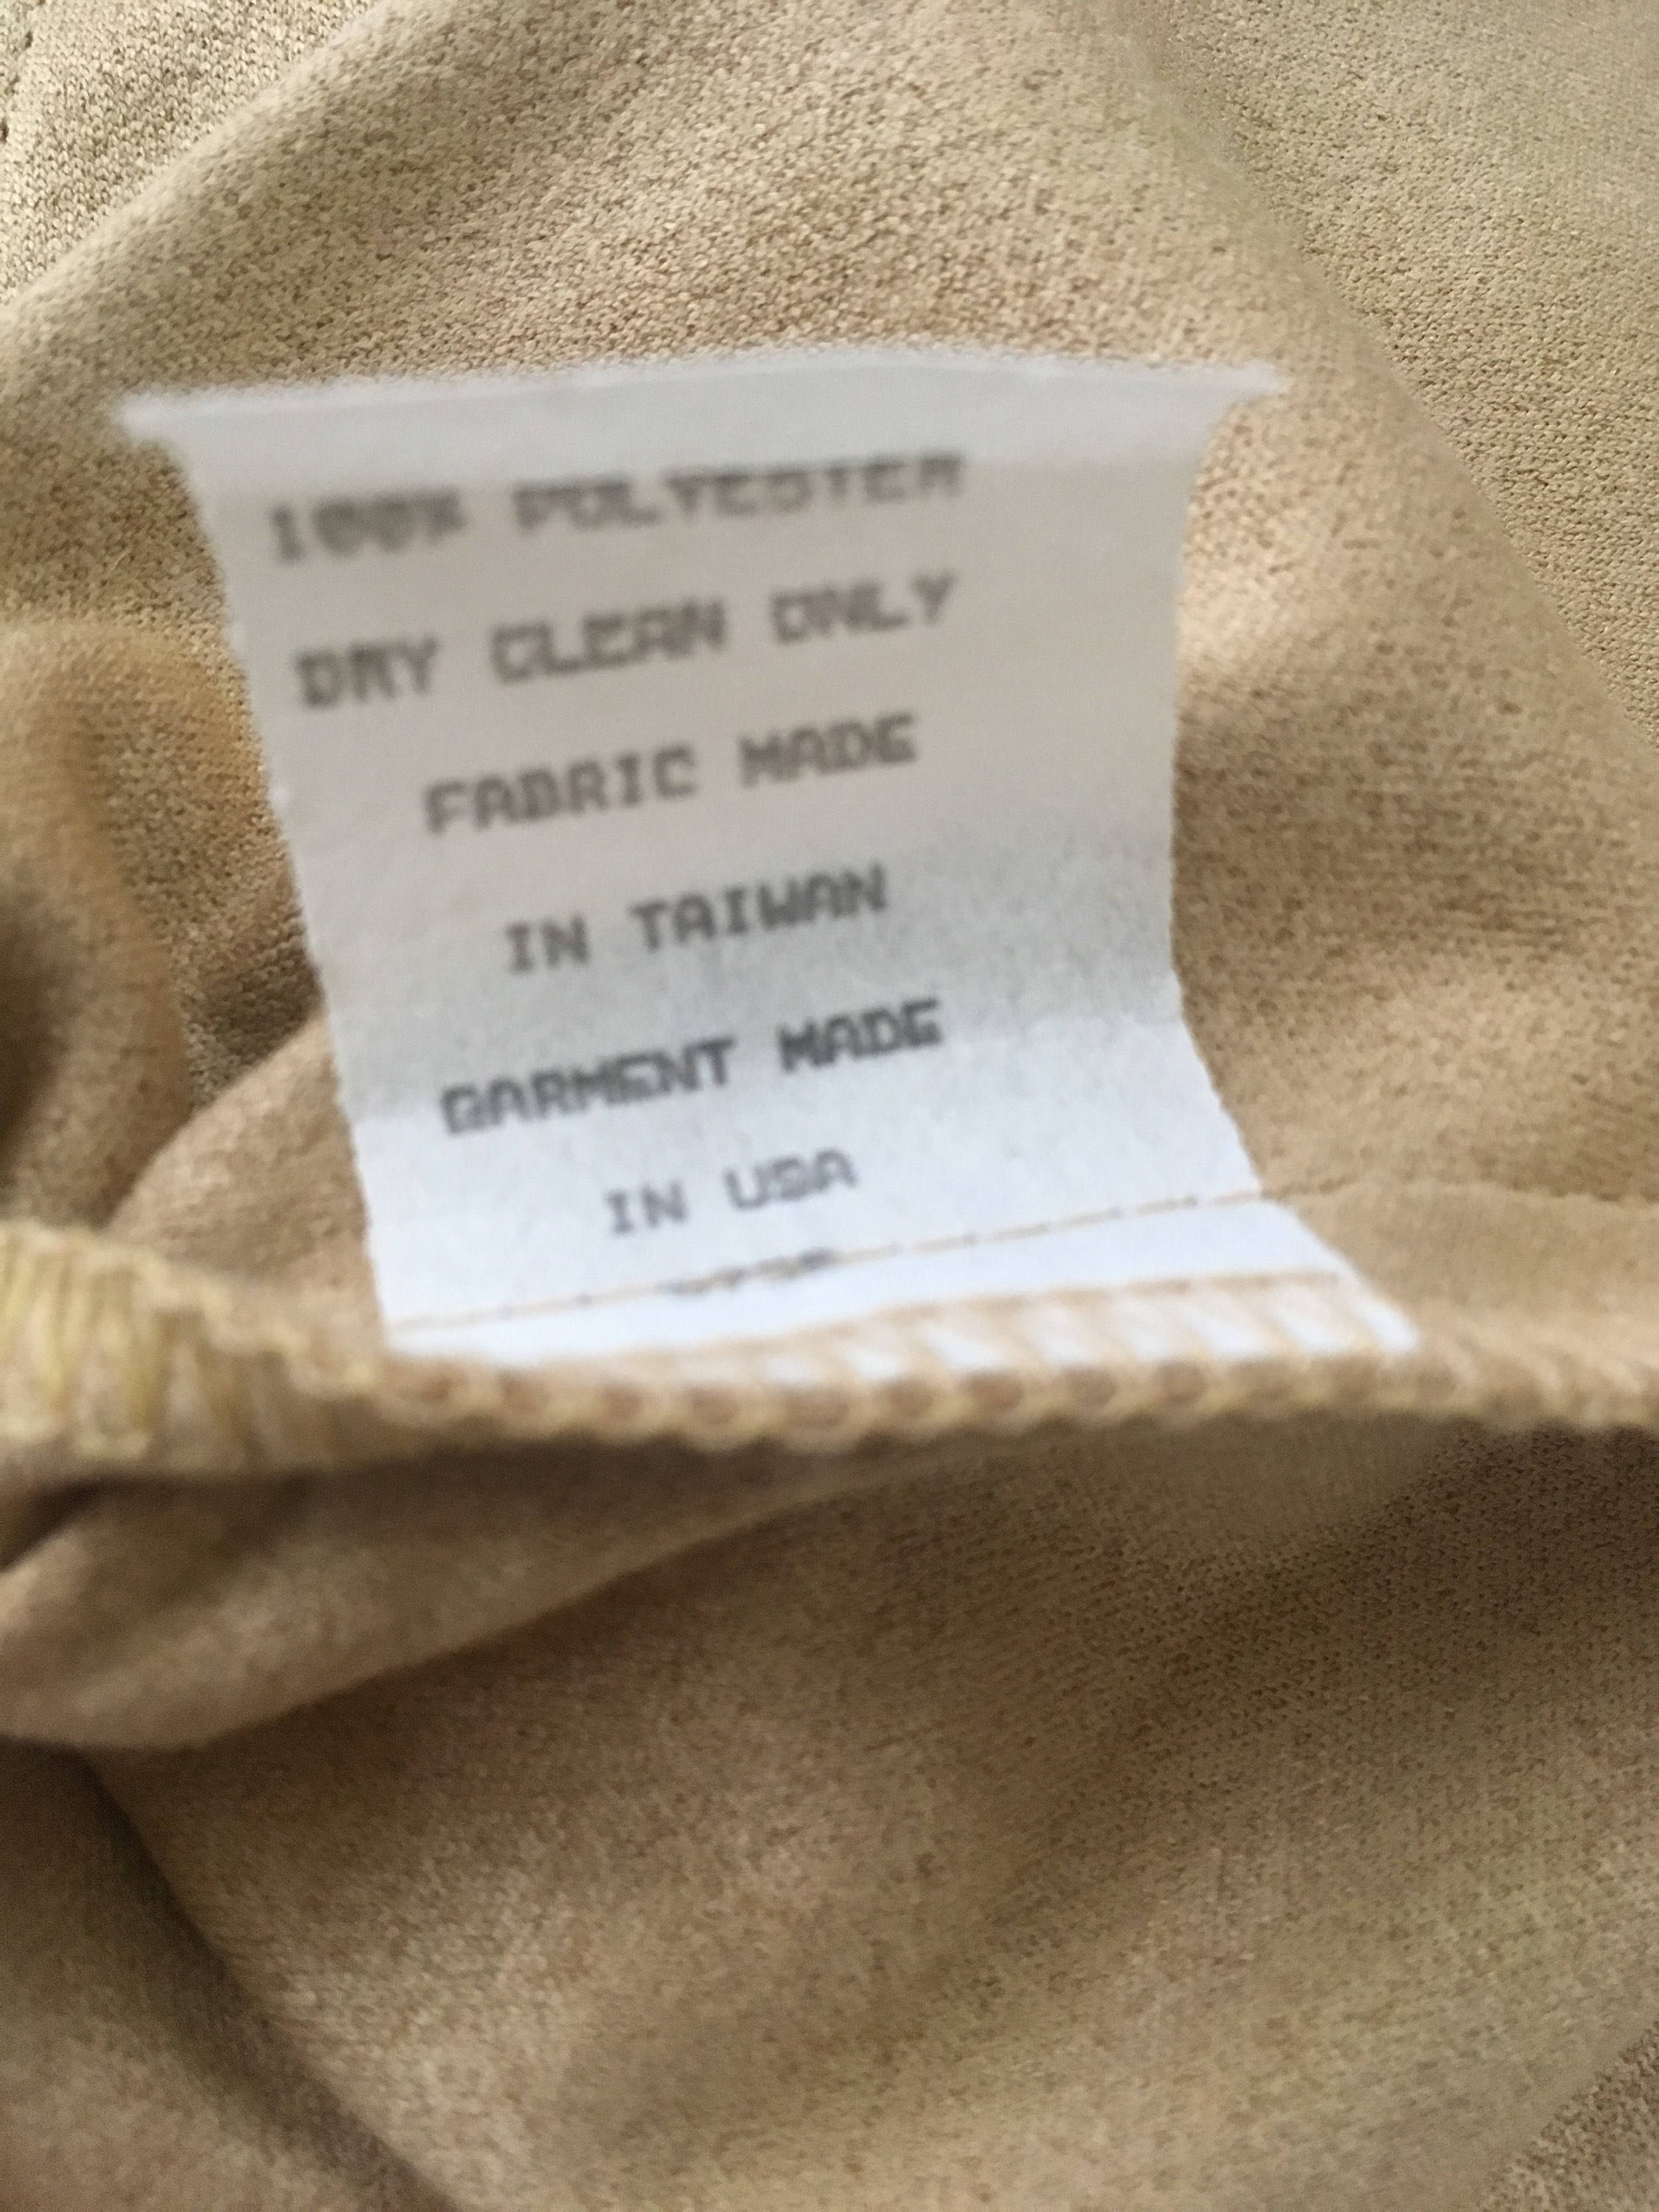 100% POLYESTER
DRY CLEAN ONLY
FABRIC MADE
IN TAIWAN
GARMENT MADE
IN USA